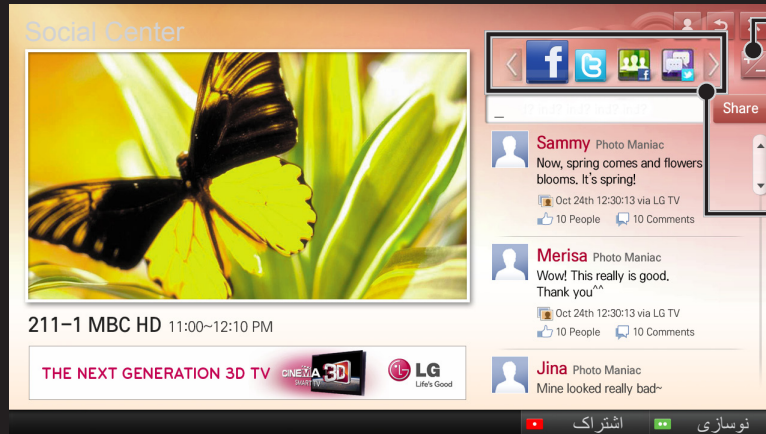 Social Center
Share
Sammy Photo Maniac
Now, spring comes and flowers
blooms. It's spring!
Oct 24th 12:30:13 via LG TV
10 People 10 Comments
Merisa Photo Maniac
Wow! This really is good.
Thank you^^
Oct 24th 12:30:13 via LG TV
10 People 10 Comments
Jina Photo Maniac
Mine looked really bad~
211-1 MBC HD 11:00~12:10 PM
THE NEXT GENERATION 3D TV CINEMA 3D SMART TV LG Life's Good
نوسازی اشتراک